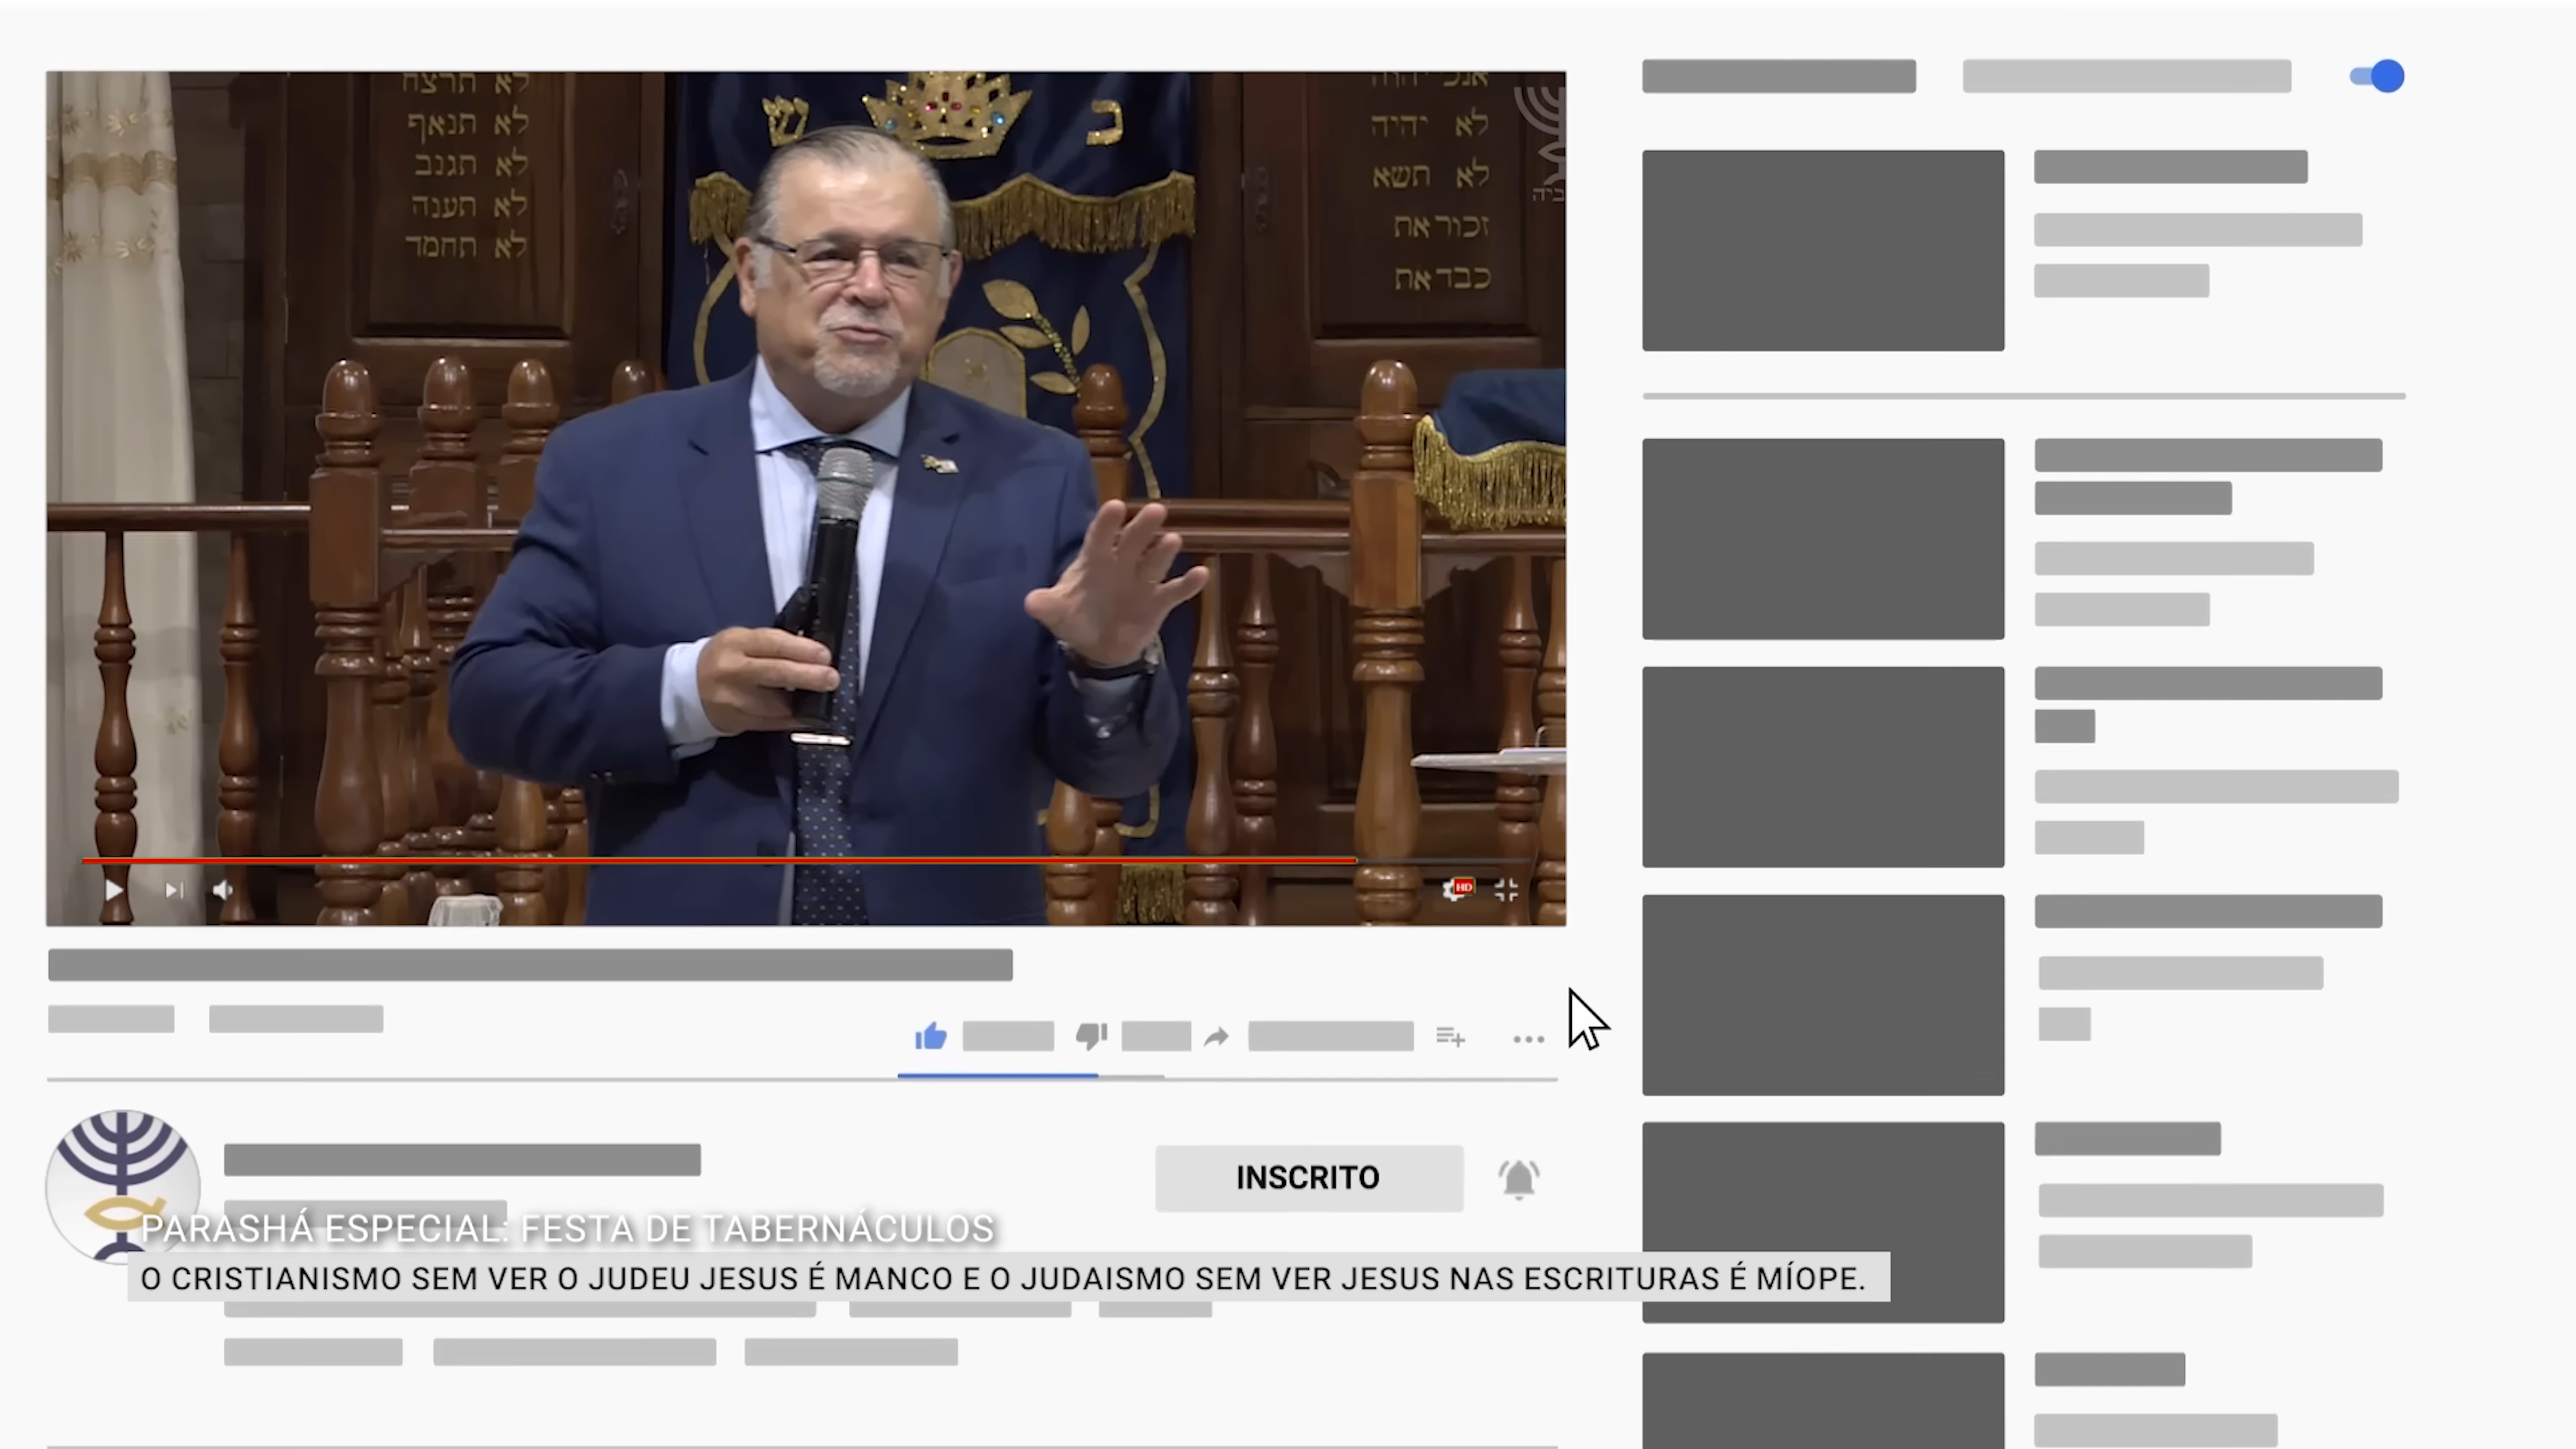 לא תרצח
לא תנאף
לא תגנב
לא תענה
לא תחמד
ש
כ
לא יהיה
לא תשא
זכור את
כבד את
HD
INSCRITO
PARASHÁ ESPECIAL: FESTA DE TABERNÁCULOS
O CRISTIANISMO SEM VER O JUDEU JESUS É MANCO E O JUDAISMO SEM VER JESUS NAS ESCRITURAS É MÍOPE.